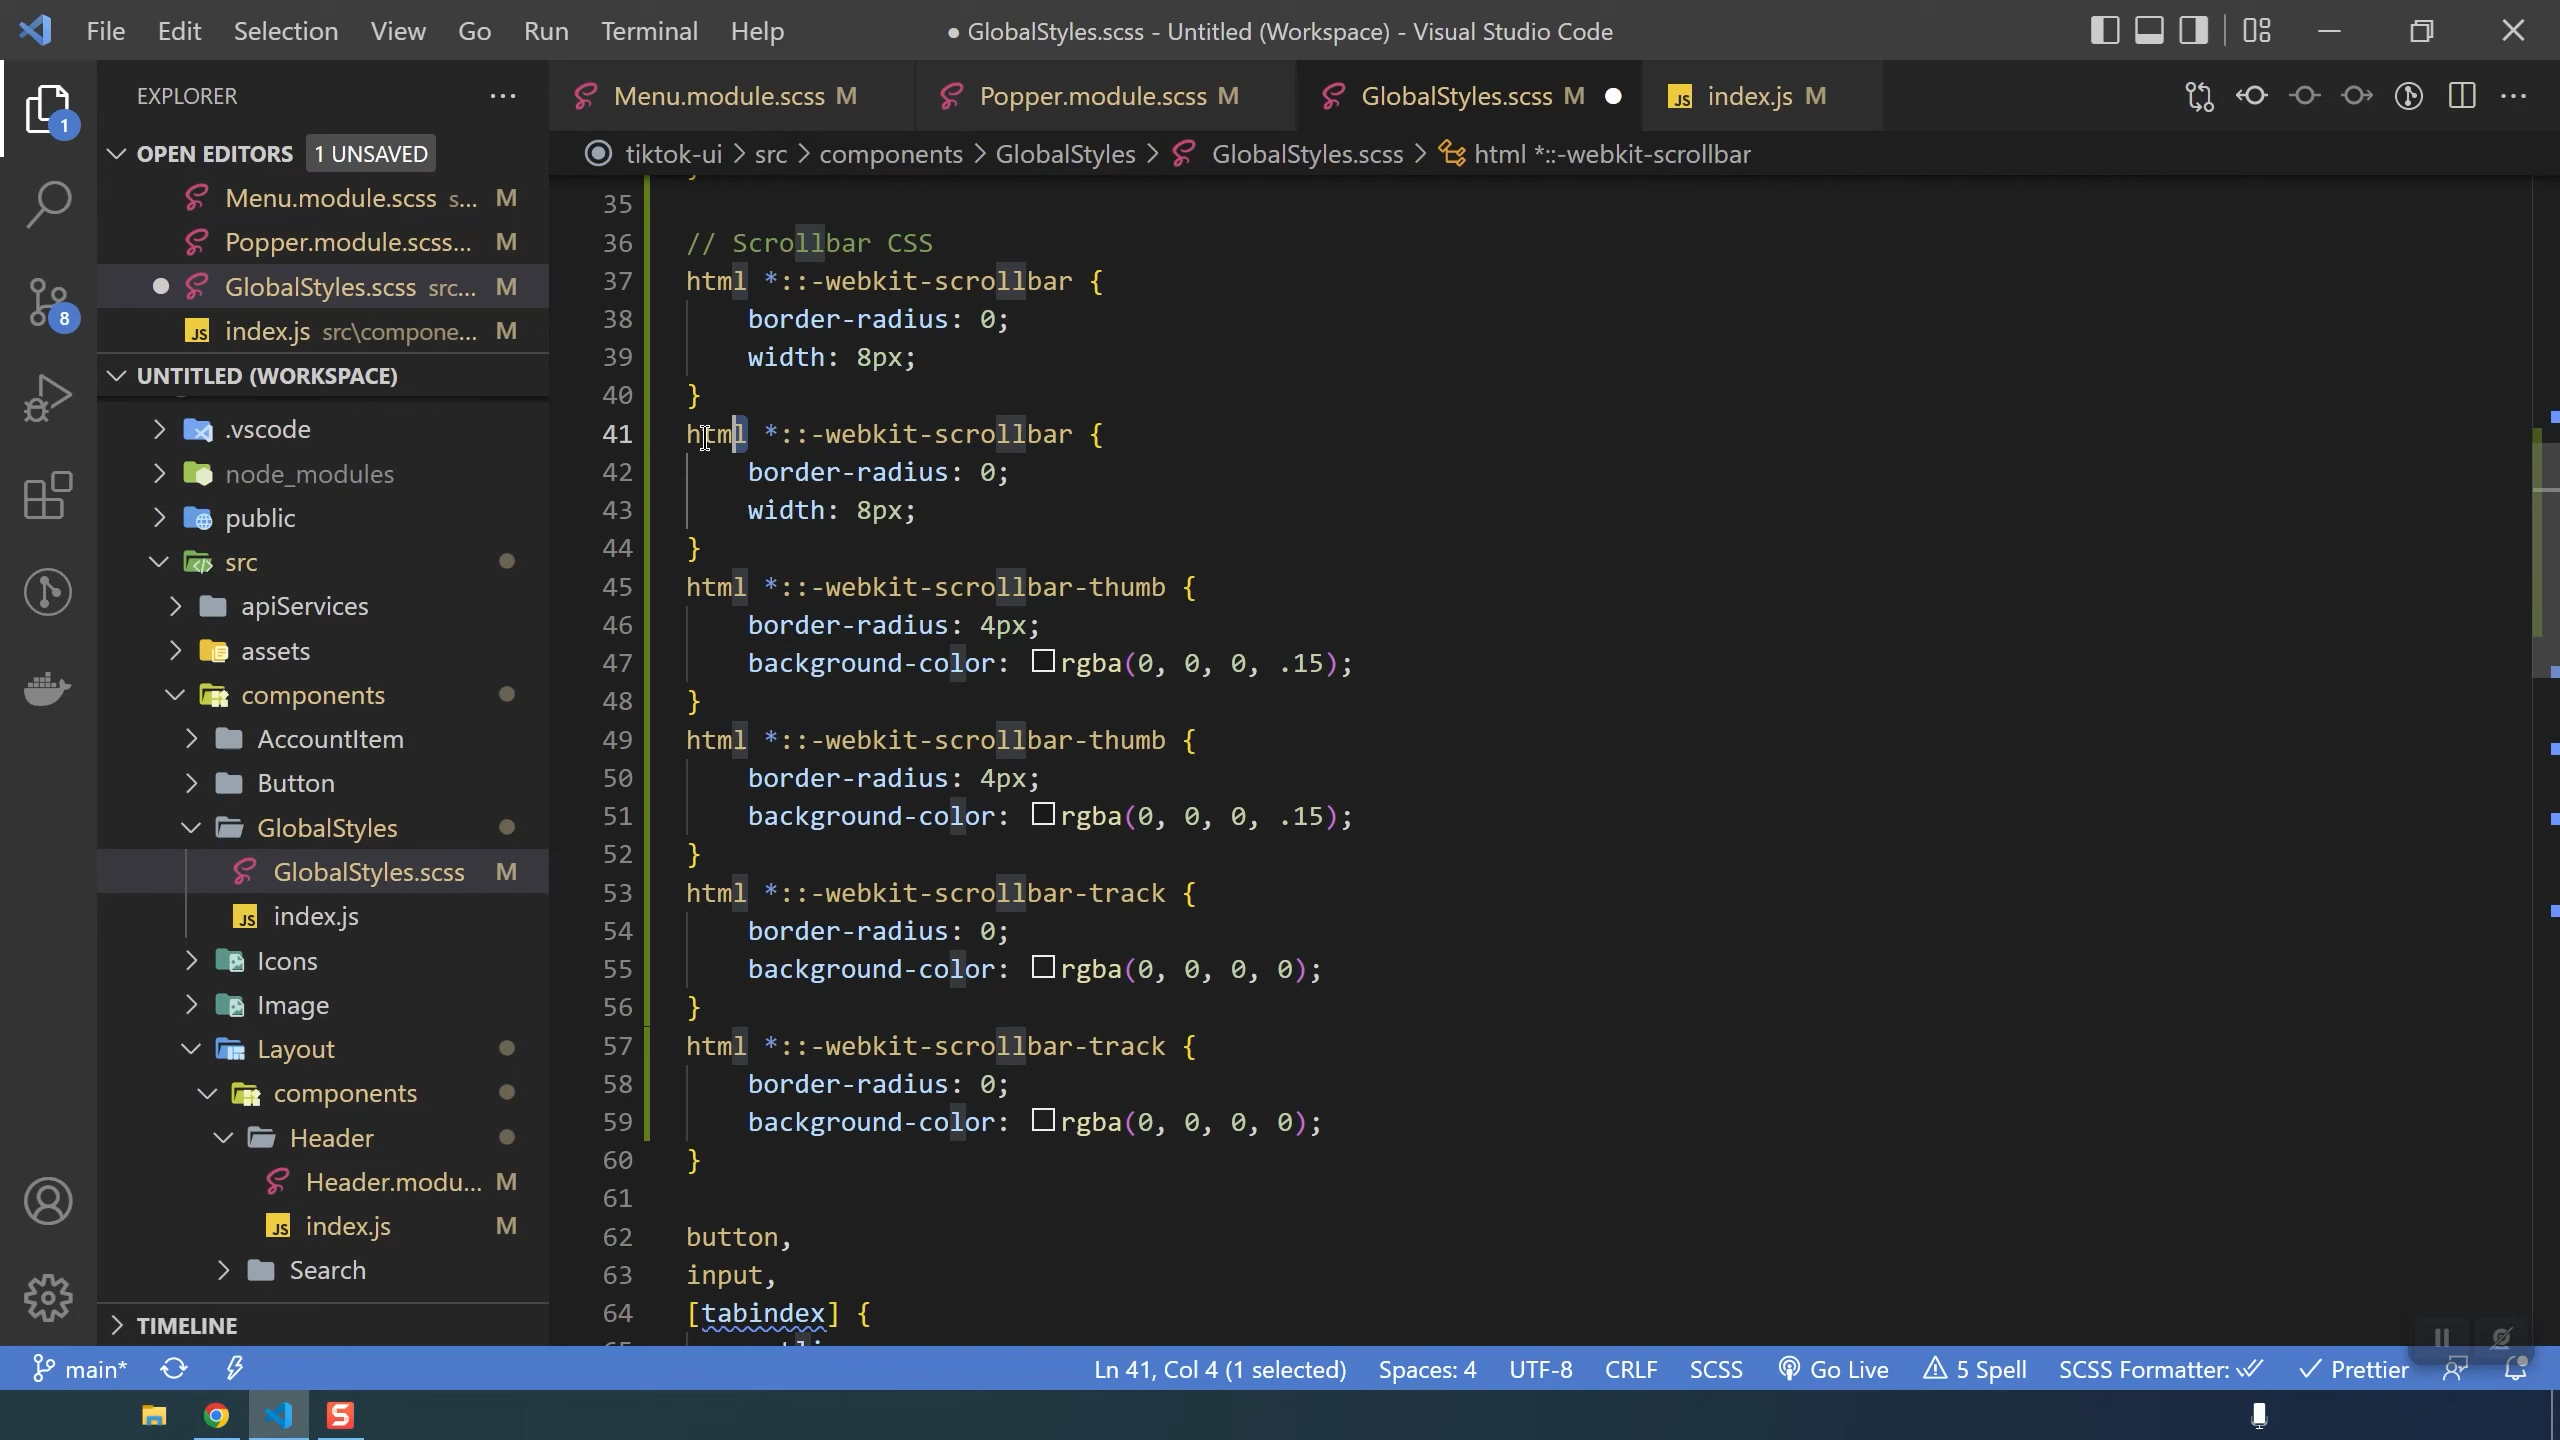 File Edit Selection View Go Run Terminal Help
● GlobalStyles.scss - Untitled (Workspace) - Visual Studio Code
EXPLORER
OPEN EDITORS 1 UNSAVED
Menu.module.scss s... M
Popper.module.scss... M
GlobalStyles.scss src... M
index.js src\compone... M
UNTITLED (WORKSPACE)
.vscode
node_modules
public
src
apiServices
assets
components
AccountItem
Button
GlobalStyles
GlobalStyles.scss M
index.js
Icons
Image
Layout
components
Header
Header.modu... M
index.js M
Search
TIMELINE
1
8
Menu.module.scss M
Popper.module.scss M
GlobalStyles.scss M ●
index.js M
tiktok-ui > src > components > GlobalStyles > GlobalStyles.scss > html *::-webkit-scrollbar
35
36 // Scrollbar CSS
37 html *::-webkit-scrollbar {
38 border-radius: 0;
39 width: 8px;
40 }
41 html *::-webkit-scrollbar {
42 border-radius: 0;
43 width: 8px;
44 }
45 html *::-webkit-scrollbar-thumb {
46 border-radius: 4px;
47 background-color: rgba(0, 0, 0, .15);
48 }
49 html *::-webkit-scrollbar-thumb {
50 border-radius: 4px;
51 background-color: rgba(0, 0, 0, .15);
52 }
53 html *::-webkit-scrollbar-track {
54 border-radius: 0;
55 background-color: rgba(0, 0, 0, 0);
56 }
57 html *::-webkit-scrollbar-track {
58 border-radius: 0;
59 background-color: rgba(0, 0, 0, 0);
60 }
61
62 button,
63 input,
64 [tabindex] {
main*
Ln 41, Col 4 (1 selected) Spaces: 4 UTF-8 CRLF SCSS Go Live 5 Spell SCSS Formatter: Prettier